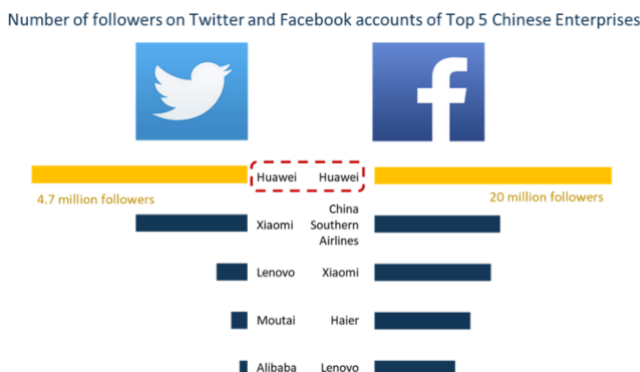 Number of followers on Twitter and Facebook accounts of Top 5 Chinese Enterprises
f
Huawei Huawei
4.7 million followers
20 million followers
Xiaomi
China
Southern
Airlines
Lenovo Xiaomi
Moutai Haier
Alibaba Lenovo